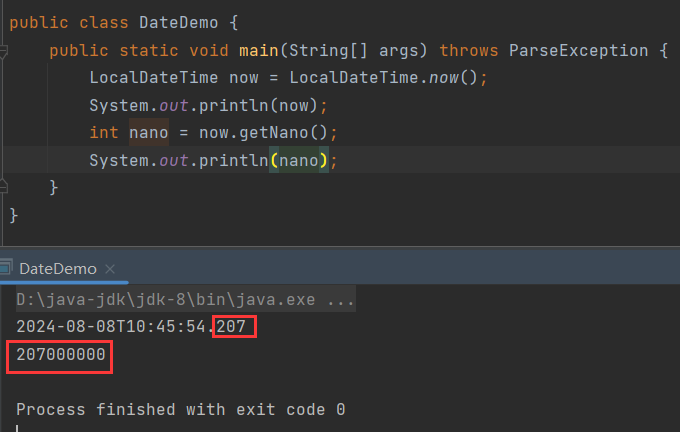 public class DateDemo {
    public static void main(String[] args) throws ParseException {
        LocalDateTime now = LocalDateTime.now();
        System.out.println(now);
        int nano = now.getNano();
        System.out.println(nano);
    }
}
DateDemo ×
D:\java-jdk\jdk-8\bin\java.exe ...
2024-08-08T10:45:54.207
207000000
Process finished with exit code 0